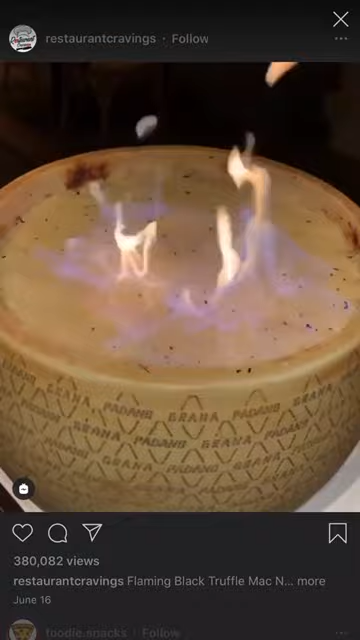 restaurantcravings · Follow
GRANA PADANO GRANA PADANO GRANA
GRANA PADANO GRANA PADANO GRANA
380,082 views
restaurantcravings Flaming Black Truffle Mac N... more
June 16
foodie.snacks · Follow